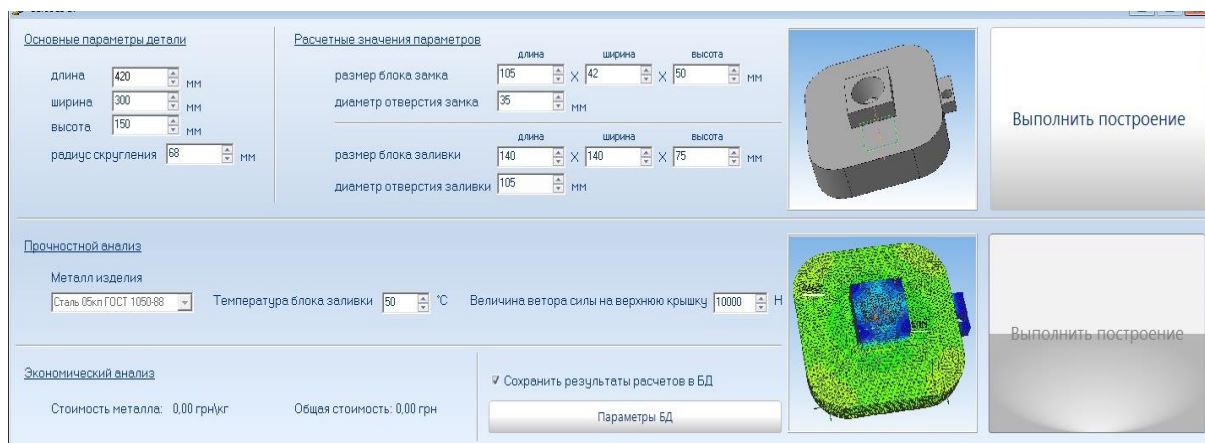 Основные параметры детали
длина 420 мм
ширина 300 мм
высота 150 мм
радиус скругления 68 мм
Расчетные значения параметров
длина ширина высота
размер блока замка 105 X 42 X 50 мм
диаметр отверстия замка 35 мм
длина ширина высота
размер блока заливки 140 X 140 X 75 мм
диаметр отверстия заливки 105 мм
Выполнить построение
Прочностной анализ
Металл изделия
Сталь 05кп ГОСТ 1050-88
Температура блока заливки 50 °C
Величина ветора силы на верхнюю крышку 10000 Н
Выполнить построение
Экономический анализ
Стоимость металла: 0,00 грн\кг
Общая стоимость: 0,00 грн
Сохранить результаты расчетов в БД
Параметры БД